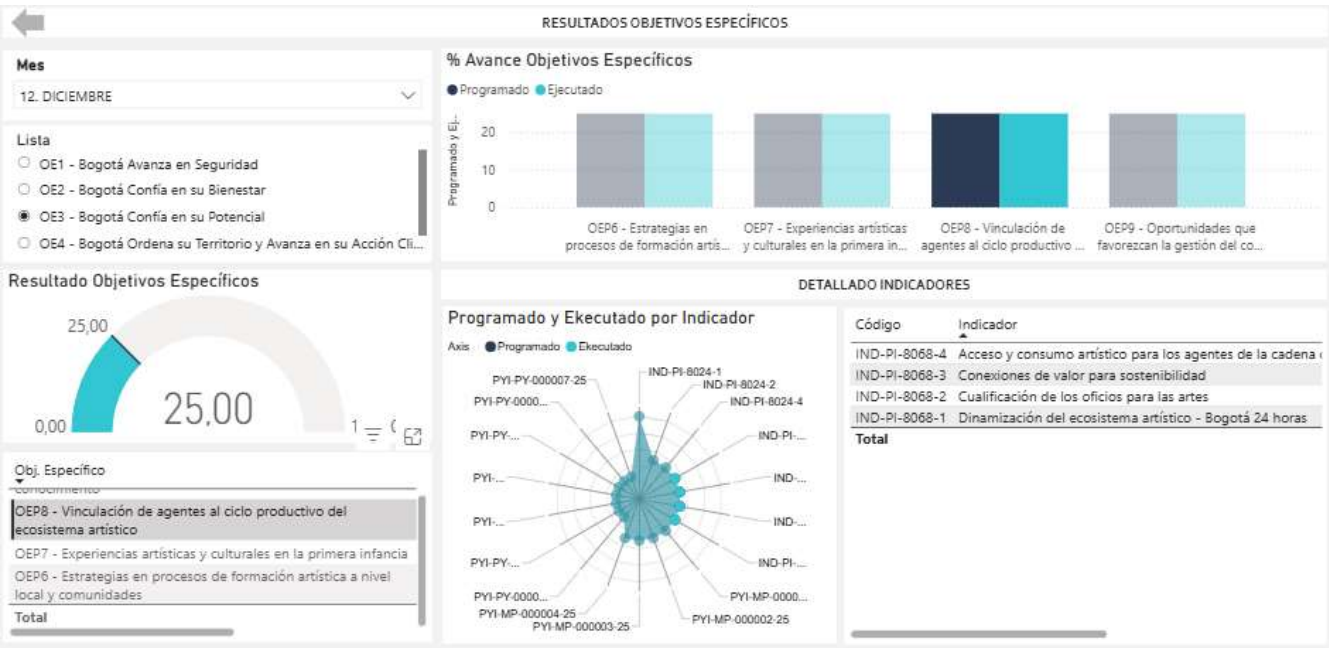 RESULTADOS OBJETIVOS ESPECÍFICOS
Mes
12. DICIEMBRE
Lista
OE1 - Bogotá Avanza en Seguridad
OE2 - Bogotá Confía en su Bienestar
OE3 - Bogotá Confía en su Potencial
OE4 - Bogotá Ordena su Territorio y Avanza en su Acción Cli...
% Avance Objetivos Específicos
Programado Ejecutado
Programado y Ej...
20
10
0
OEP6 - Estrategias en
procesos de formación artís...
OEP7 - Experiencias artísticas
y culturales en la primera in...
OEP8 - Vinculación de
agentes al ciclo productivo ...
OEP9 - Oportunidades que
favorezcan la gestión del co...
Resultado Objetivos Específicos
25,00
0,00
25,00
1
Obj. Específico
conocimiento
OEP8 - Vinculación de agentes al ciclo productivo del
ecosistema artístico
OEP7 - Experiencias artísticas y culturales en la primera infancia
OEP6 - Estrategias en procesos de formación artística a nivel
local y comunidades
Total
DETALLADO INDICADORES
Programado y Ekecutado por Indicador
Axis Programado Ekecutado
IND-PI-8024-1
IND-PI-8024-2
IND-PI-8024-4
IND-PI-...
IND-...
IND-...
IND-PI-...
PYI-MP-0000...
PYI-MP-000002-25
PYI-MP-000003-25
PYI-MP-000004-25
PYI-PY-0000...
PYI-PY-...
PYI-...
PYI-...
PYI-PY-...
PYI-PY-0000...
PYI-PY-000007-25
Código Indicador
IND-PI-8068-4 Acceso y consumo artístico para los agentes de la cadena
IND-PI-8068-3 Conexiones de valor para sostenibilidad
IND-PI-8068-2 Cualificación de los oficios para las artes
IND-PI-8068-1 Dinamización del ecosistema artístico - Bogotá 24 horas
Total